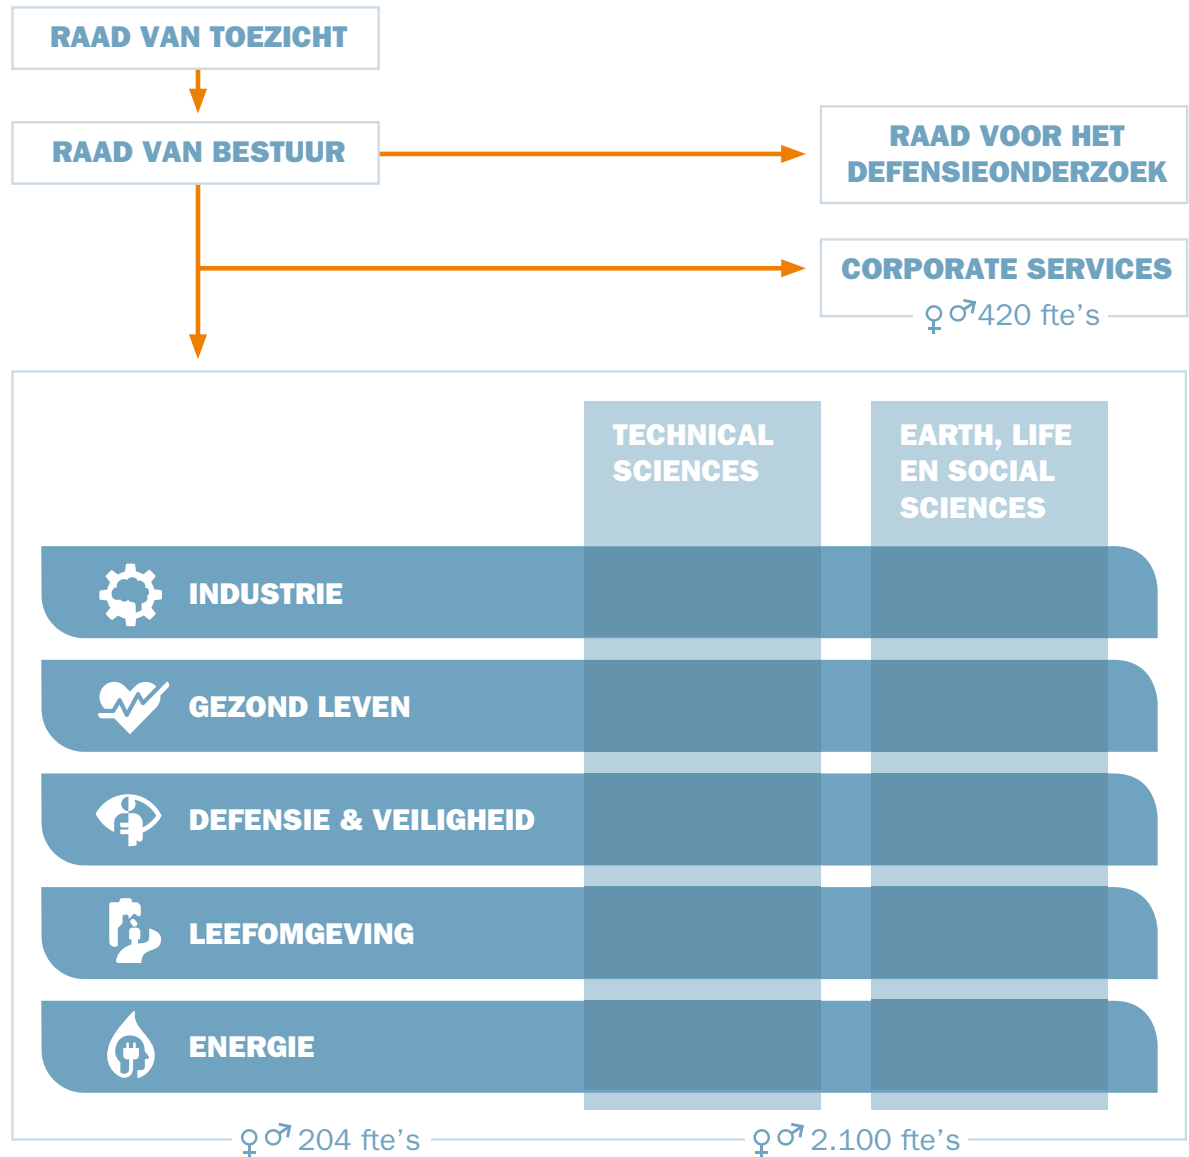 RAAD VAN TOEZICHT
RAAD VAN BESTUUR
RAAD VOOR HET
DEFENSIEONDERZOEK
CORPORATE SERVICES
♀♂420 fte’s
TECHNICAL
SCIENCES
EARTH, LIFE
EN SOCIAL
SCIENCES
INDUSTRIE
GEZOND LEVEN
DEFENSIE & VEILIGHEID
LEEFOMGEVING
ENERGIE
♀♂ 204 fte’s
♀♂ 2.100 fte’s